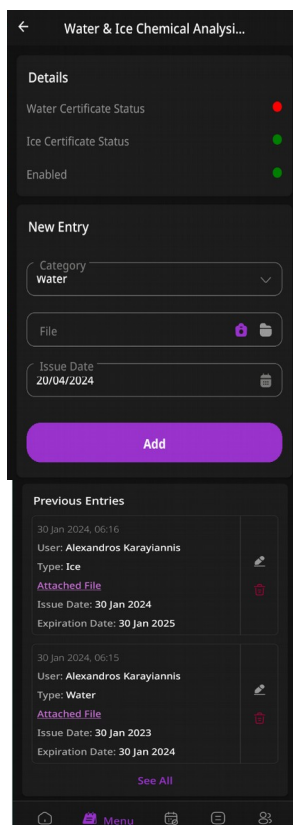 Water & Ice Chemical Analysi...
Details
Water Certificate Status
Ice Certificate Status
Enabled
New Entry
Category
Water
File
Issue Date
20/04/2024
Add
Previous Entries
30 Jan 2024, 06:16
User: Alexandros Karayiannis
Type: Ice
Attached File
Issue Date: 30 Jan 2024
Expiration Date: 30 Jan 2025
30 Jan 2024, 06:15
User: Alexandros Karayiannis
Type: Water
Attached File
Issue Date: 30 Jan 2023
Expiration Date: 30 Jan 2024
See All
Menu